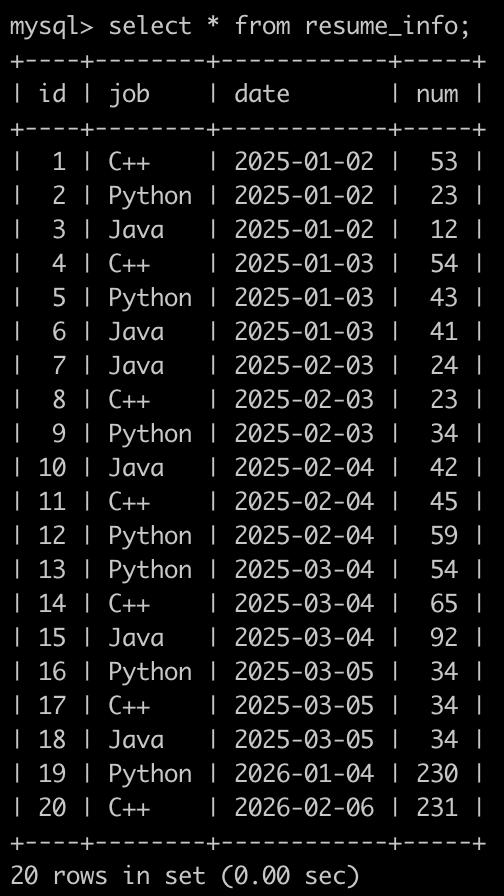 mysql> select * from resume_info;
+----+--------+------------+-----+
| id | job    | date       | num |
+----+--------+------------+-----+
|  1 | C++    | 2025-01-02 |  53 |
|  2 | Python | 2025-01-02 |  23 |
|  3 | Java   | 2025-01-02 |  12 |
|  4 | C++    | 2025-01-03 |  54 |
|  5 | Python | 2025-01-03 |  43 |
|  6 | Java   | 2025-01-03 |  41 |
|  7 | Java   | 2025-02-03 |  24 |
|  8 | C++    | 2025-02-03 |  23 |
|  9 | Python | 2025-02-03 |  34 |
| 10 | Java   | 2025-02-04 |  42 |
| 11 | C++    | 2025-02-04 |  45 |
| 12 | Python | 2025-02-04 |  59 |
| 13 | Python | 2025-03-04 |  54 |
| 14 | C++    | 2025-03-04 |  65 |
| 15 | Java   | 2025-03-04 |  92 |
| 16 | Python | 2025-03-05 |  34 |
| 17 | C++    | 2025-03-05 |  34 |
| 18 | Java   | 2025-03-05 |  34 |
| 19 | Python | 2026-01-04 | 230 |
| 20 | C++    | 2026-02-06 | 231 |
+----+--------+------------+-----+
20 rows in set (0.00 sec)